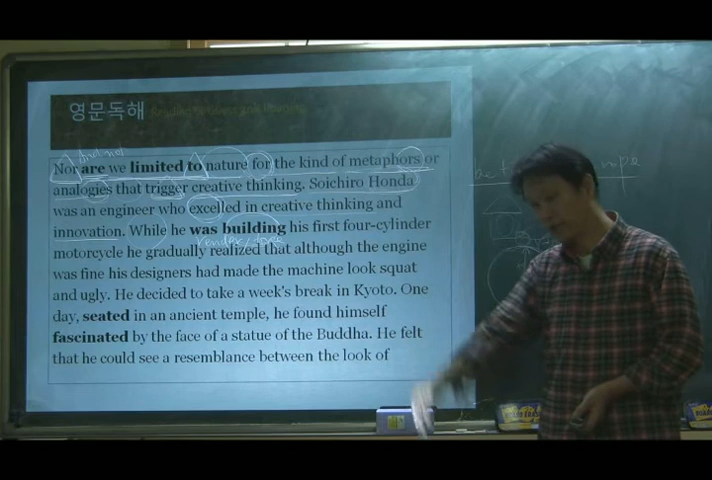 영문독해
Nor are we limited to nature for the kind of metaphors or
analogies that trigger creative thinking. Soichiro Honda
was an engineer who excelled in creative thinking and
innovation. While he was building his first four-cylinder
motorcycle he gradually realized that although the engine
was fine his designers had made the machine look squat
and ugly. He decided to take a week's break in Kyoto. One
day, seated in an ancient temple, he found himself
fascinated by the face of a statue of the Buddha. He felt
that he could see a resemblance between the look of